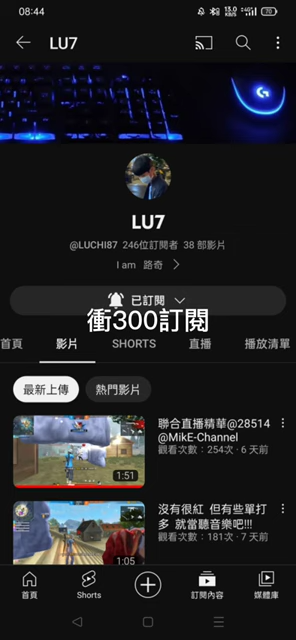 08:44
13.0
KB/S
70
LU7
LU7
@LUCHI87 246位訂閱者 38 部影片
I am 路奇
已訂閱
衝300訂閱
首頁 影片 SHORTS 直播 播放清單
最新上傳 熱門影片
聯合直播精華@28514
@MikE-Channel
觀看次數：254次 · 6 天前
1:51
沒有很紅 但有些單打
多 就當聽音樂吧!!!
觀看次數：181次 · 7 天前
1:05
首頁 Shorts 訂閱內容 媒體庫